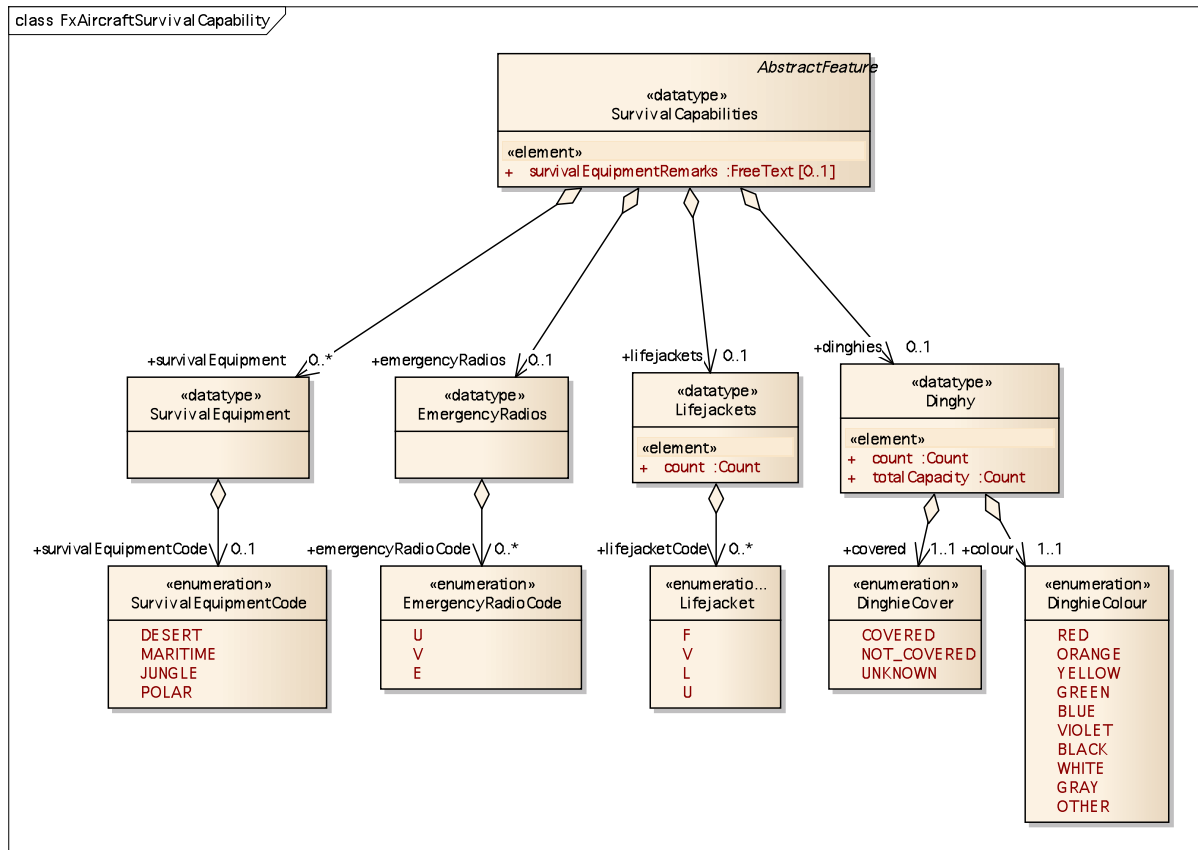 class FxAircraftSurvivalCapability
AbstractFeature
«datatype»
SurvivalCapabilities
«element»
+ survivalEquipmentRemarks :FreeText [0..1]
+survivalEquipment 0..*
+emergencyRadios 0..1
+lifejackets 0..1
+dinghies 0..1
«datatype»
SurvivalEquipment
«datatype»
EmergencyRadios
«datatype»
Lifejackets
«element»
+ count :Count
«datatype»
Dinghy
«element»
+ count :Count
+ totalCapacity :Count
+survivalEquipmentCode 0..1
+emergencyRadioCode 0..*
+lifejacketCode 0..*
+covered 1..1
+colour 1..1
«enumeration»
SurvivalEquipmentCode
DESERT
MARITIME
JUNGLE
POLAR
«enumeration»
EmergencyRadioCode
U
V
E
«enumeratio...
Lifejacket
F
V
L
U
«enumeration»
DinghieCover
COVERED
NOT_COVERED
UNKNOWN
«enumeration»
DinghieColour
RED
ORANGE
YELLOW
GREEN
BLUE
VIOLET
BLACK
WHITE
GRAY
OTHER